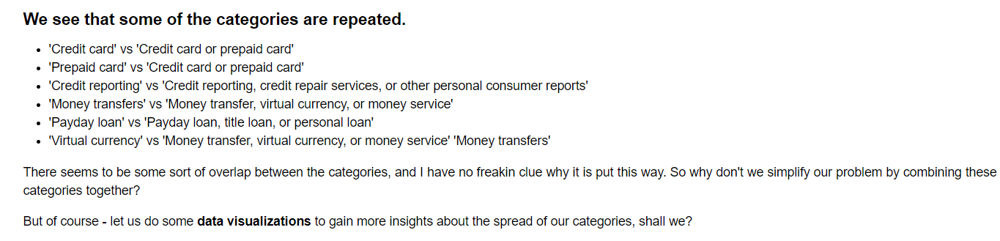 We see that some of the categories are repeated.
• 'Credit card' vs 'Credit card or prepaid card'
• 'Prepaid card' vs 'Credit card or prepaid card'
• 'Credit reporting' vs 'Credit reporting, credit repair services, or other personal consumer reports'
• 'Money transfers' vs 'Money transfer, virtual currency, or money service'
• 'Payday loan' vs 'Payday loan, title loan, or personal loan'
• 'Virtual currency' vs 'Money transfer, virtual currency, or money service' 'Money transfers'
There seems to be some sort of overlap between the categories, and I have no freakin clue why it is put this way. So why don't we simplify our problem by combining these
categories together?
But of course - let us do some data visualizations to gain more insights about the spread of our categories, shall we?